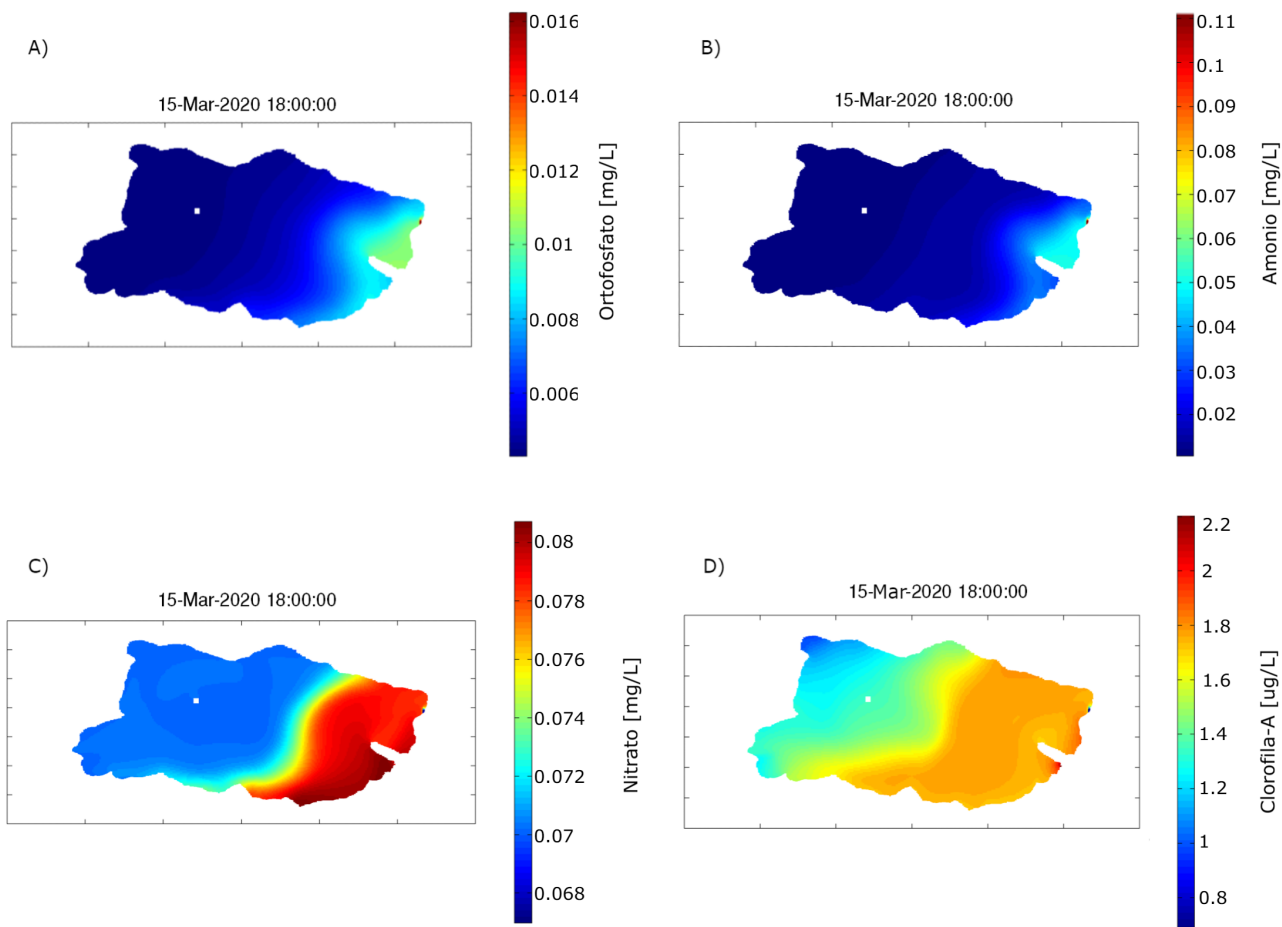 A)
15-Mar-2020 18:00:00
0.016
0.014
0.012
0.01
0.008
0.006
Ortofosfato [mg/L]
B)
15-Mar-2020 18:00:00
0.11
0.1
0.09
0.08
0.07
0.06
0.05
0.04
0.03
0.02
Amonio [mg/L]
C)
15-Mar-2020 18:00:00
0.08
0.078
0.076
0.074
0.072
0.07
0.068
Nitrato [mg/L]
D)
15-Mar-2020 18:00:00
2.2
2
1.8
1.6
1.4
1.2
1
0.8
Clorofila-A [ug/L]